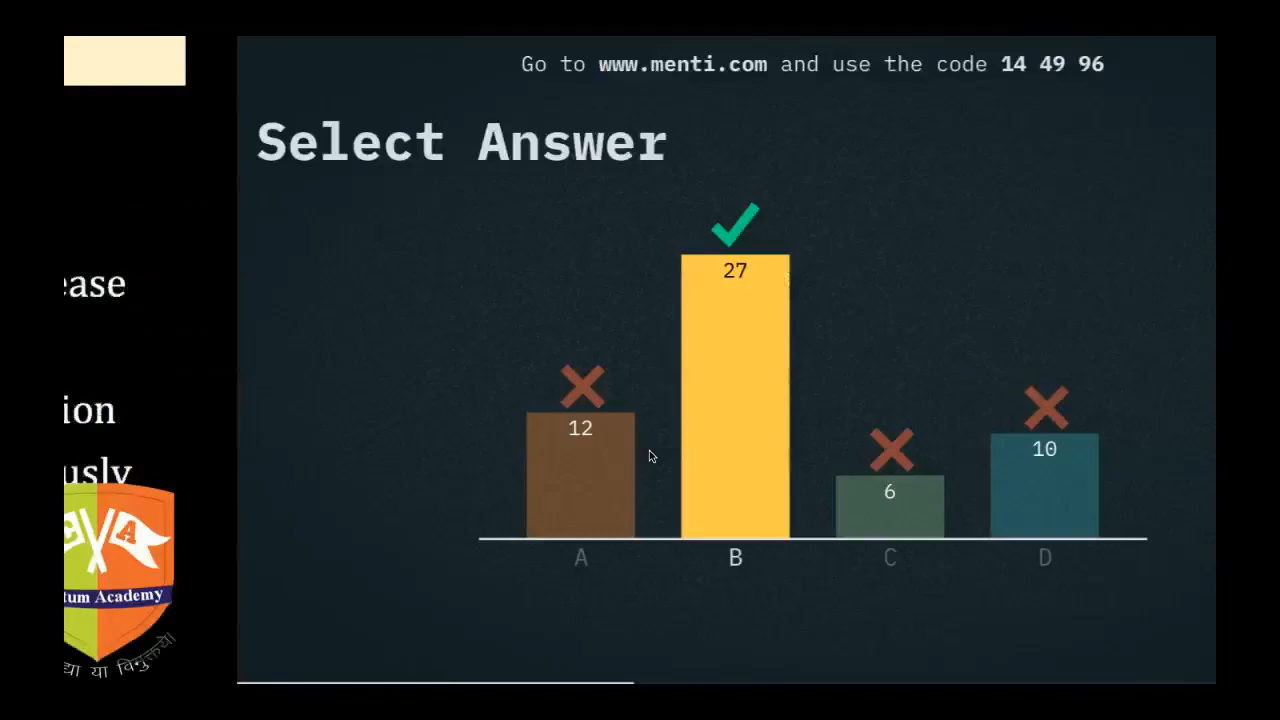 Go to www.menti.com and use the code 14 49 96
Select Answer
27
12
10
6
A B C D
ease
ion
usly
C A
tum Academy
या विमुक्तये